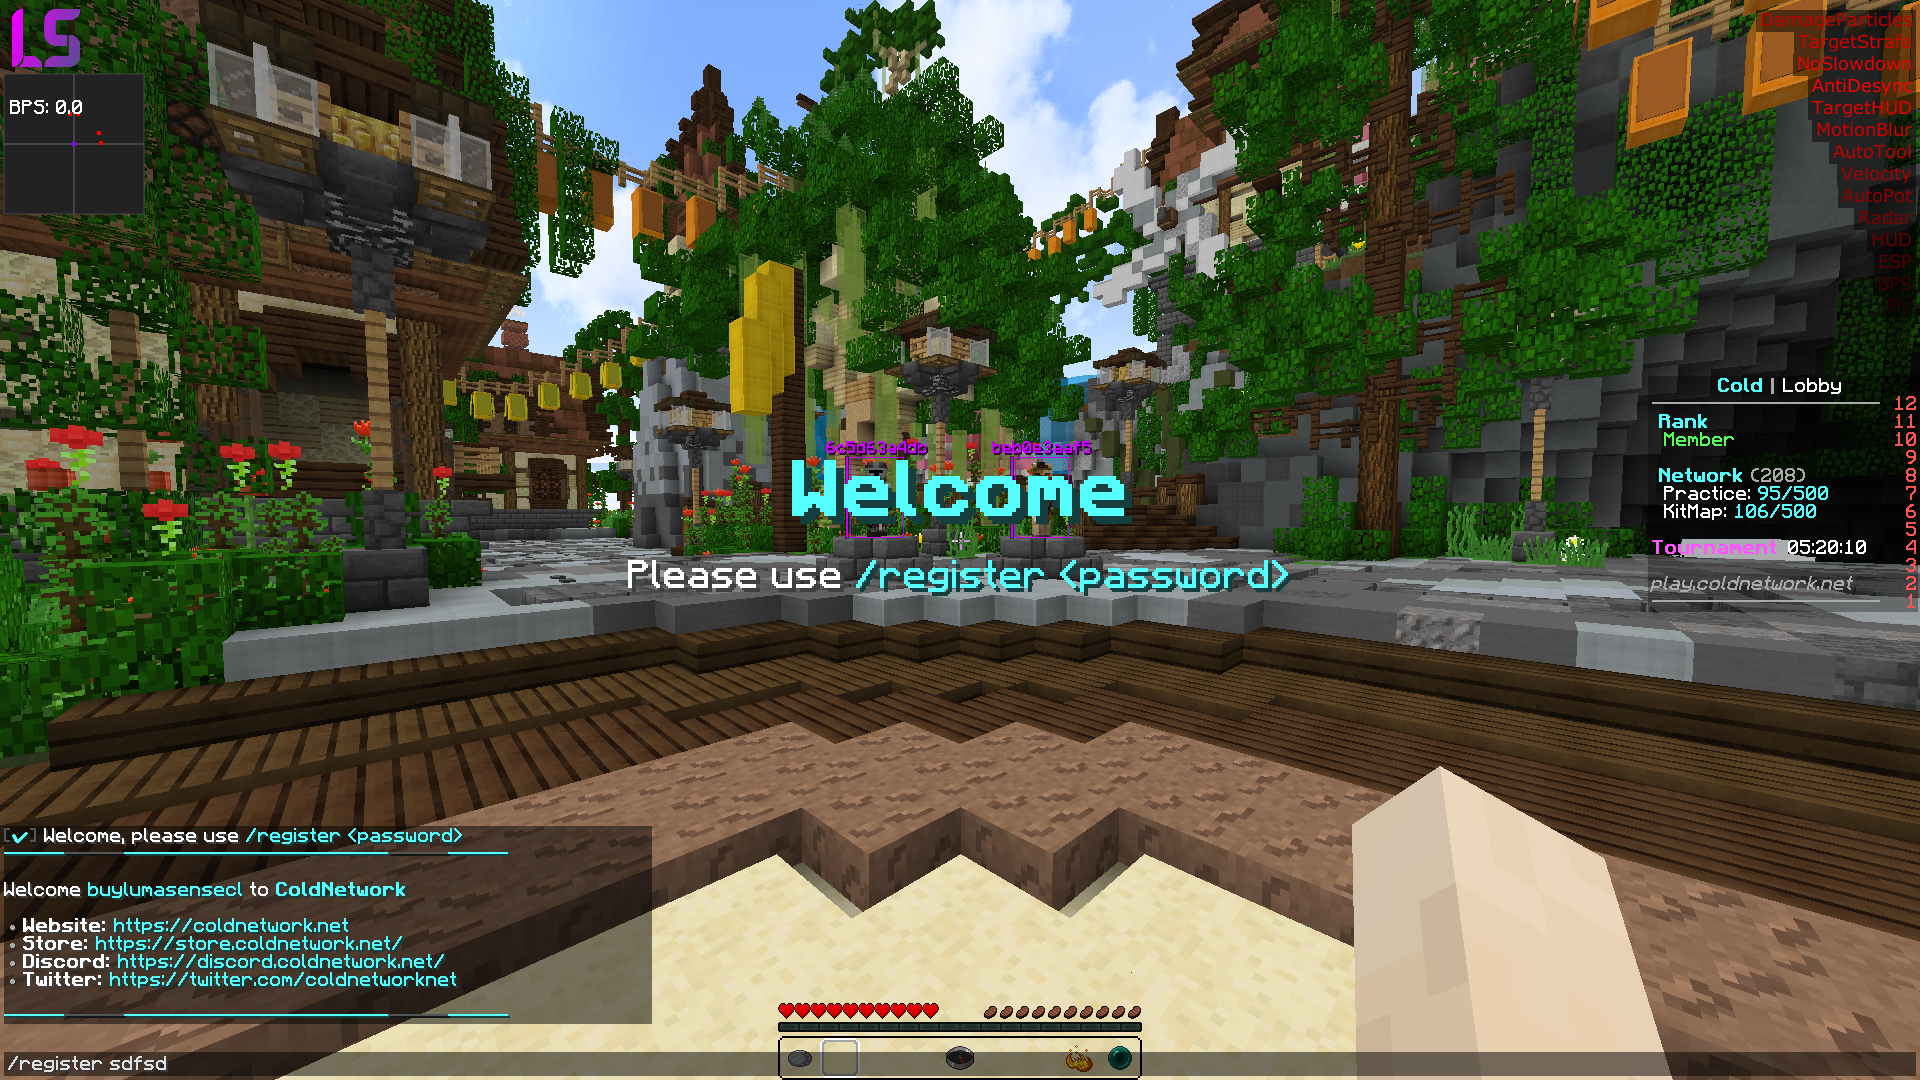 LS
BPS: 0.0
DamageParticles
TargetStrafe
NoSlowdown
AntiDesync
TargetHUD
MotionBlur
AutoTool
Velocity
AutoPot
Radar
HUD
ESP
BPS
Cold | Lobby
12
Rank 11
Member 10
9
Network (208) 8
Practice: 95/500 7
KitMap: 106/500 6
5
Tournament 05:20:10 4
3
play.coldnetwork.net 2
1
6c5d63a4db
beb0e3aaf5
Welcome
Please use /register <password>
[✔] Welcome, please use /register <password>
Welcome buylumasensecl to ColdNetwork
• Website: https://coldnetwork.net
• Store: https://store.coldnetwork.net/
• Discord: https://discord.coldnetwork.net/
• Twitter: https://twitter.com/coldnetworknet
/register sdfsd